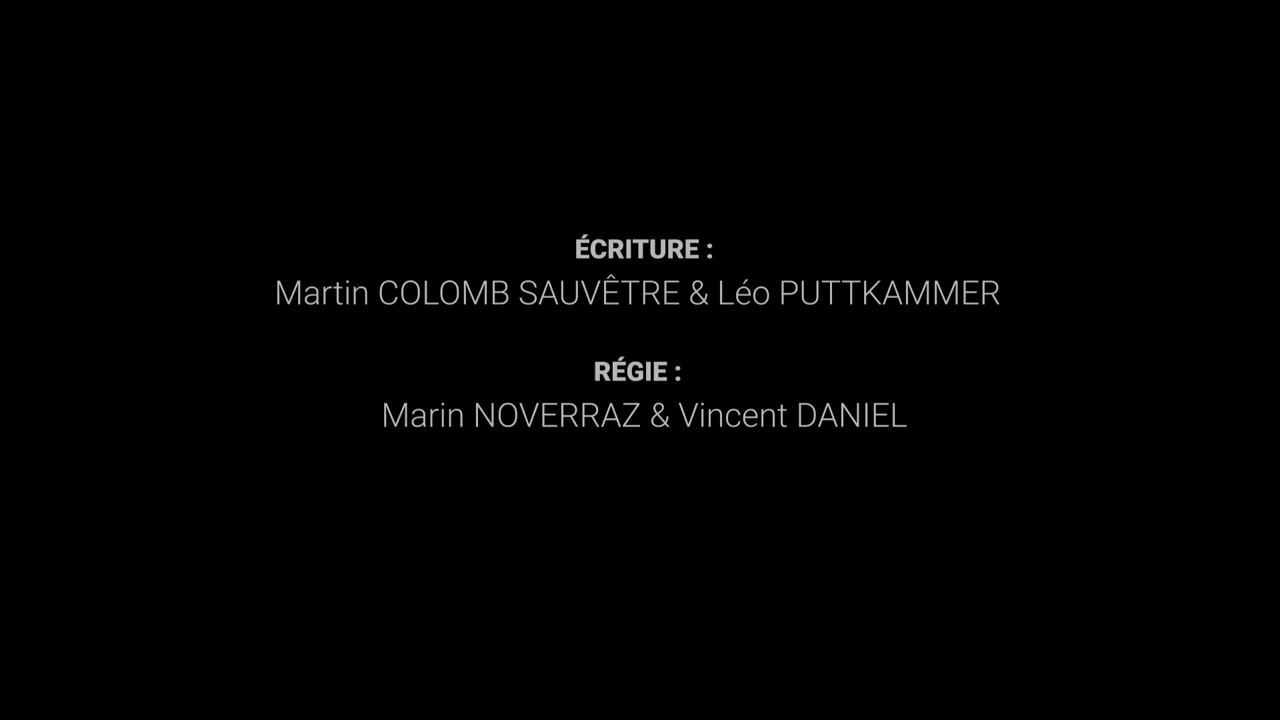 ÉCRITURE :
Martin COLOMB SAUVÊTRE & Léo PUTTKAMMER
RÉGIE :
Marin NOVERRAZ & Vincent DANIEL